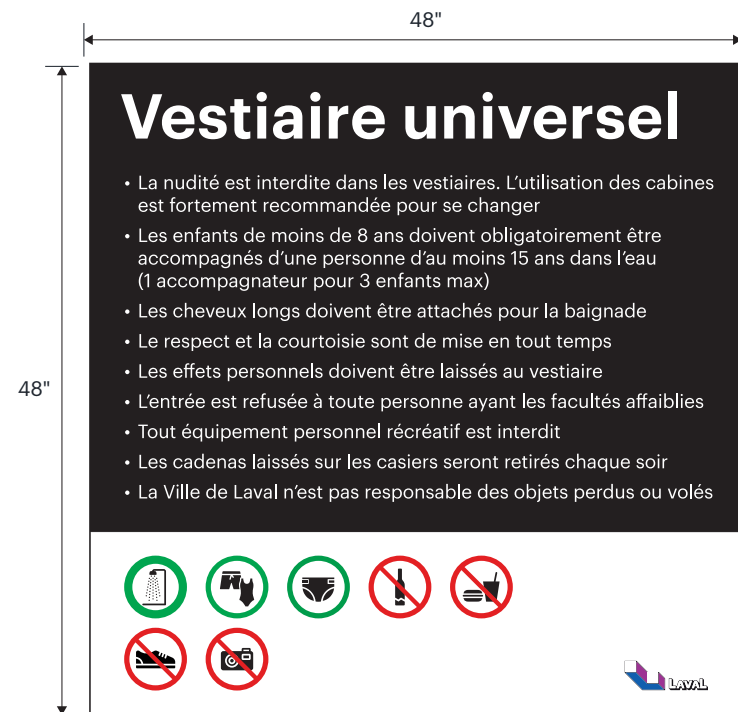 48"
Vestiaire universel
• La nudité est interdite dans les vestiaires. L'utilisation des cabines
est fortement recommandée pour se changer
• Les enfants de moins de 8 ans doivent obligatoirement être
accompagnés d'une personne d'au moins 15 ans dans l'eau
(1 accompagnateur pour 3 enfants max)
• Les cheveux longs doivent être attachés pour la baignade
• Le respect et la courtoisie sont de mise en tout temps
48"
• Les effets personnels doivent être laissés au vestiaire
• L'entrée est refusée à toute personne ayant les facultés affaiblies
• Tout équipement personnel récréatif est interdit
• Les cadenas laissés sur les casiers seront retirés chaque soir
• La Ville de Laval n'est pas responsable des objets perdus ou volés
LAVAL